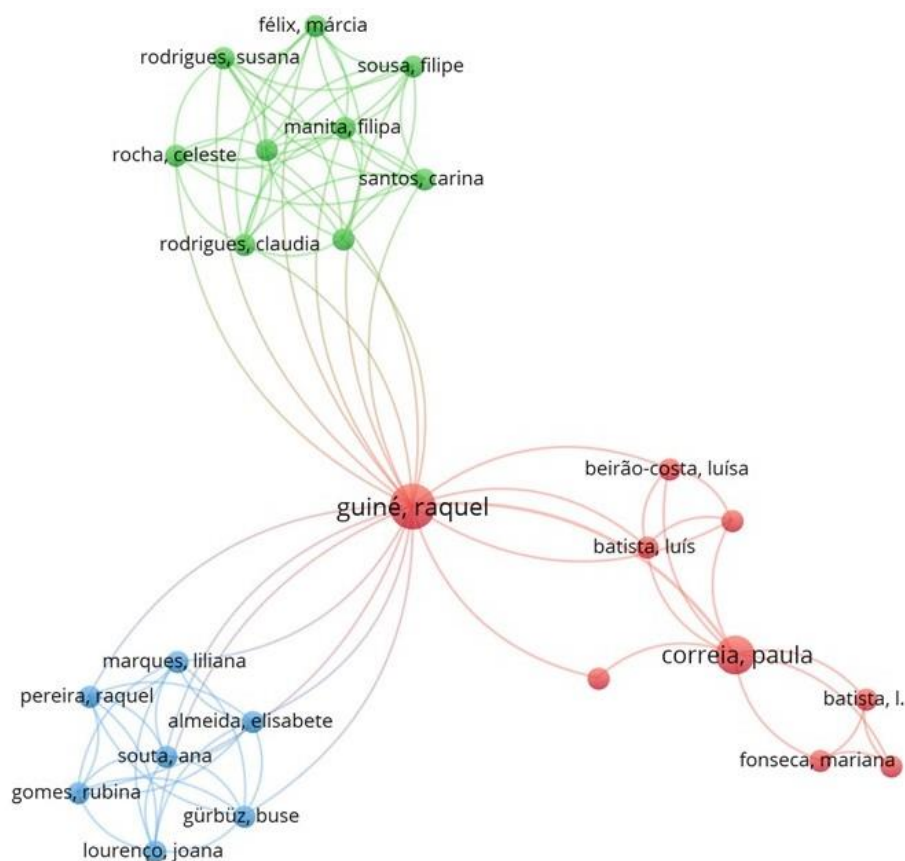 félix, márcia
rodrigues, susana
sousa, filipe
manita, filipa
rocha, celeste
santos, carina
rodrigues, claudia
beirão-costa, luísa
guiné, raquel
batista, luís
correia, paula
marques, liliana
pereira, raquel
batista, l.
almeida, elisabete
souta, ana
fonseca, mariana
gomes, rubina
gürbüz, buse
lourenço, joana